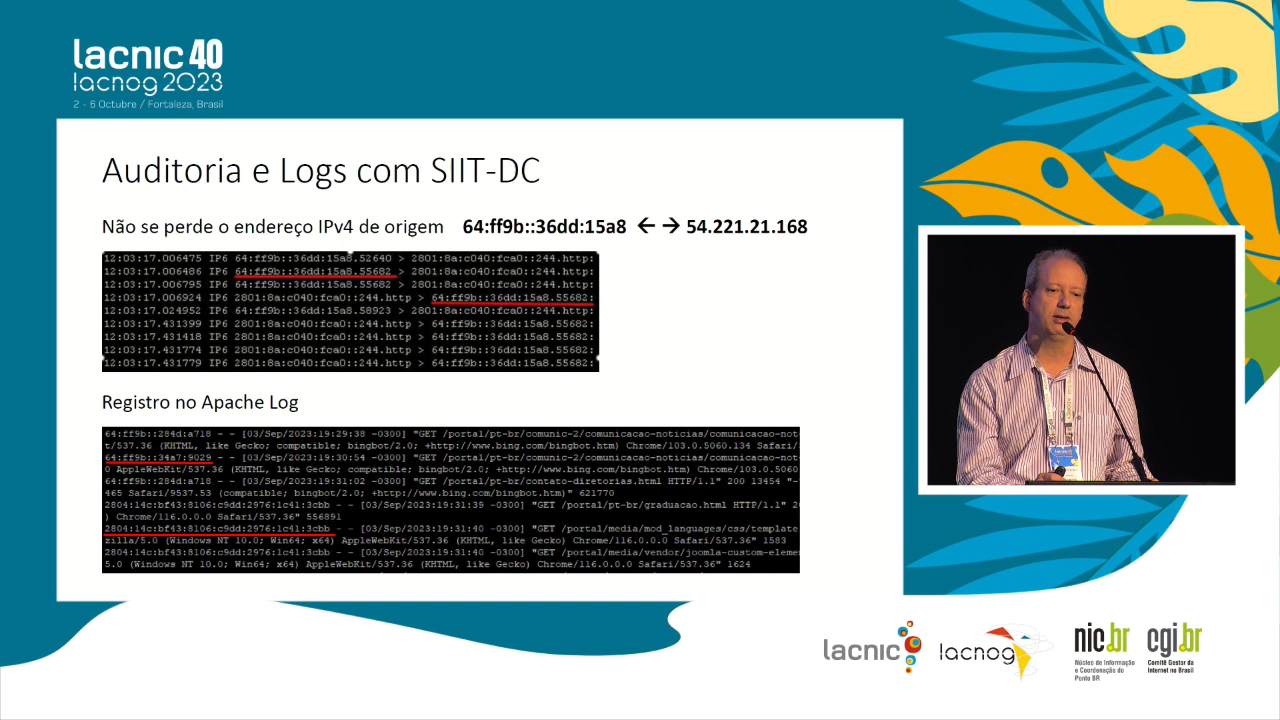 lacnic 40
lacnog 2023
2 - 6 Octubre / Fortaleza, Brasil
Auditoria e Logs com SIIT-DC
Não se perde o endereço IPv4 de origem 64:ff9b::36dd:15a8 ← → 54.221.21.168
12:03:17.006475 IP6 64:ff9b::36dd:15a8.52640 > 2801:8a:c040:fca0::244.http:
12:03:17.006486 IP6 64:ff9b::36dd:15a8.55682 > 2801:8a:c040:fca0::244.http:
12:03:17.006795 IP6 64:ff9b::36dd:15a8.55682 > 2801:8a:c040:fca0::244.http:
12:03:17.006924 IP6 2801:8a:c040:fca0::244.http > 64:ff9b::36dd:15a8.55682:
12:03:17.024952 IP6 64:ff9b::36dd:15a8.58923 > 2801:8a:c040:fca0::244.http:
12:03:17.431399 IP6 2801:8a:c040:fca0::244.http > 64:ff9b::36dd:15a8.55682:
12:03:17.431418 IP6 2801:8a:c040:fca0::244.http > 64:ff9b::36dd:15a8.55682:
12:03:17.431774 IP6 2801:8a:c040:fca0::244.http > 64:ff9b::36dd:15a8.55682:
12:03:17.431779 IP6 2801:8a:c040:fca0::244.http > 64:ff9b::36dd:15a8.55682:
Registro no Apache Log
64:ff9b::284d:a718 - - [03/Sep/2023:19:29:38 -0300] "GET /portal/pt-br/comunic-2/comunicacao-noticias/comunicacao-not
t/537.36 (KHTML, like Gecko; compatible; bingbot/2.0; +http://www.bing.com/bingbot.htm) Chrome/103.0.5060.134 Safari/
64:ff9b::34a7:9029 - - [03/Sep/2023:19:30:54 -0300] "GET /portal/pt-br/comunic-2/comunicacao-noticias/comunicacao-not
0 AppleWebKit/537.36 (KHTML, like Gecko; compatible; bingbot/2.0; +http://www.bing.com/bingbot.htm) Chrome/103.0.5060
64:ff9b::284d:a718 - - [03/Sep/2023:19:31:02 -0300] "GET /portal/pt-br/contato-diretorias.html HTTP/1.1" 200 13454 "-
465 Safari/9537.53 (compatible; bingbot/2.0; +http://www.bing.com/bingbot.htm)" 621770
2804:14c:bf43:8106:c9dd:2976:1c41:3cbb - - [03/Sep/2023:19:31:39 -0300] "GET /portal/pt-br/graduacao.html HTTP/1.1" 20
) Chrome/116.0.0.0 Safari/537.36" 556891
2804:14c:bf43:8106:c9dd:2976:1c41:3cbb - - [03/Sep/2023:19:31:40 -0300] "GET /portal/media/mod_languages/css/template
zilla/5.0 (Windows NT 10.0; Win64; x64) AppleWebKit/537.36 (KHTML, like Gecko) Chrome/116.0.0.0 Safari/537.36" 1583
2804:14c:bf43:8106:c9dd:2976:1c41:3cbb - - [03/Sep/2023:19:31:40 -0300] "GET /portal/media/vendor/joomla-custom-eleme
5.0 (Windows NT 10.0; Win64; x64) AppleWebKit/537.36 (KHTML, like Gecko) Chrome/116.0.0.0 Safari/537.36" 1624
lacnic
lacnog
nic.br
Núcleo de Informação
e Coordenação do
Ponto BR
cgi.br
Comitê Gestor da
Internet no Brasil